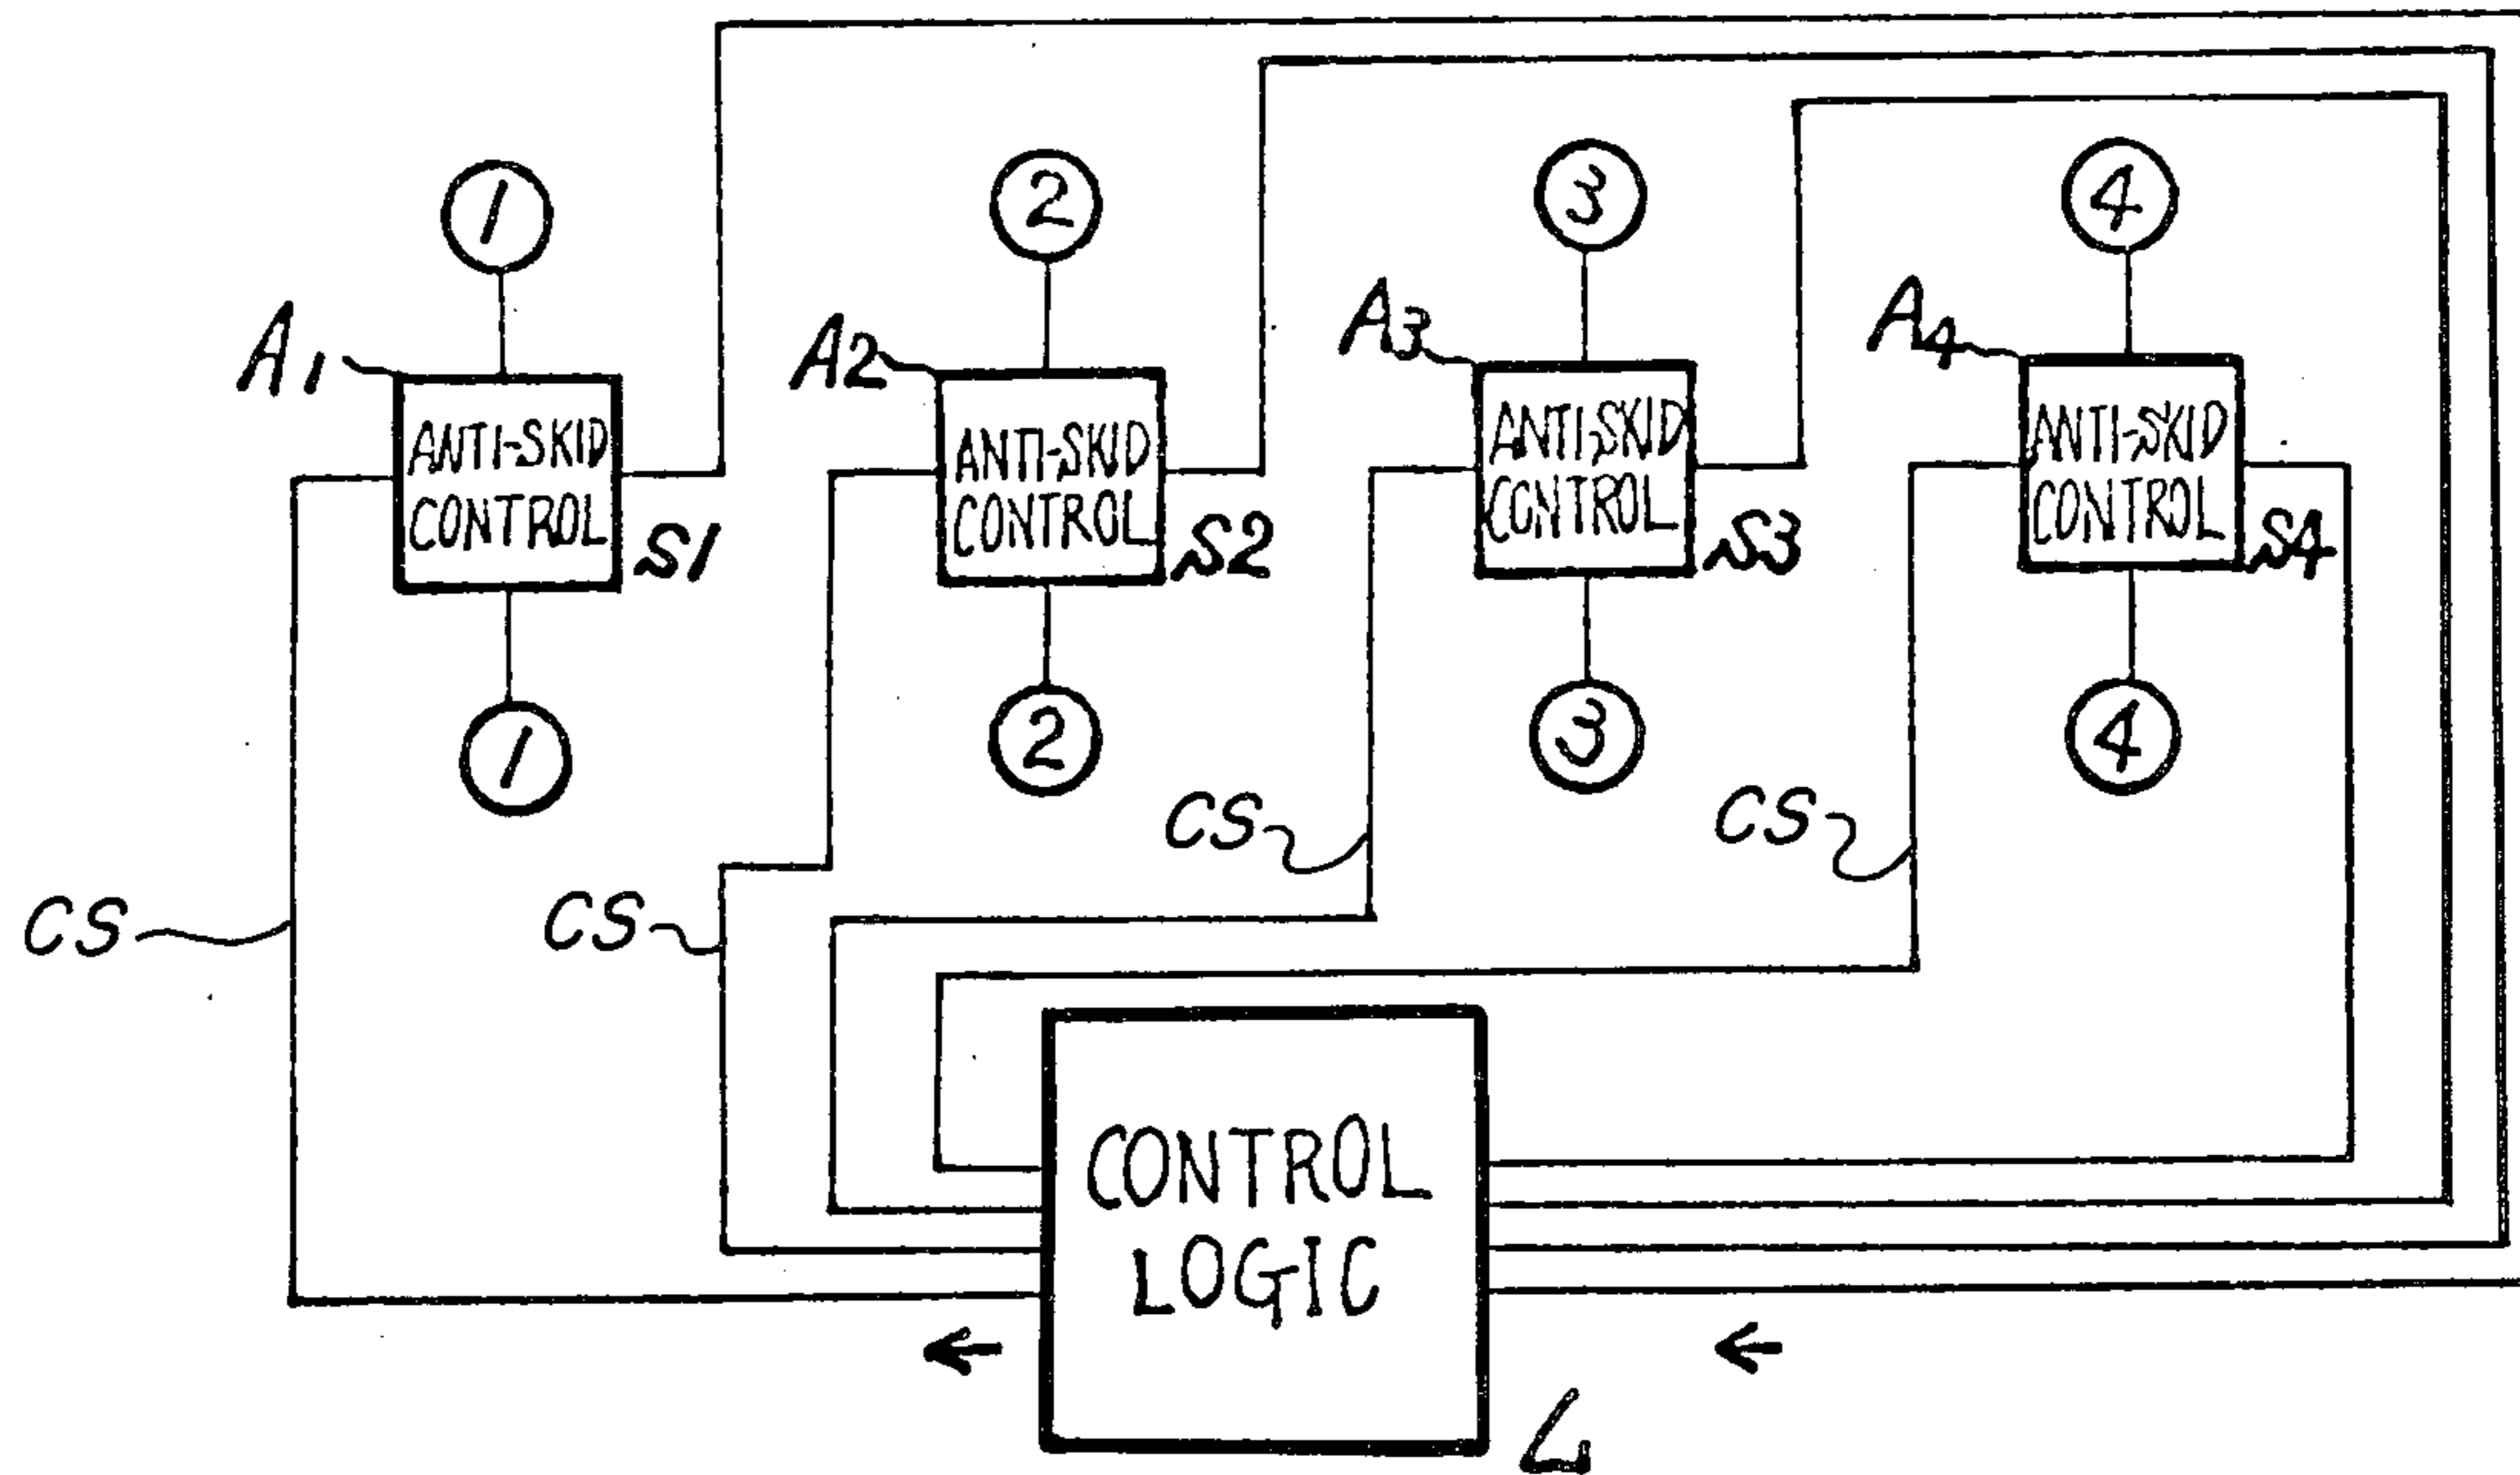 1
2
3
4
A1
A2
A3
A4
ANTI-SKID
CONTROL
S1
ANTI-SKID
CONTROL
S2
ANTI-SKID
CONTROL
S3
ANTI-SKID
CONTROL
S4
1
2
3
4
CS
CS
CS
CS
CONTROL
LOGIC
L